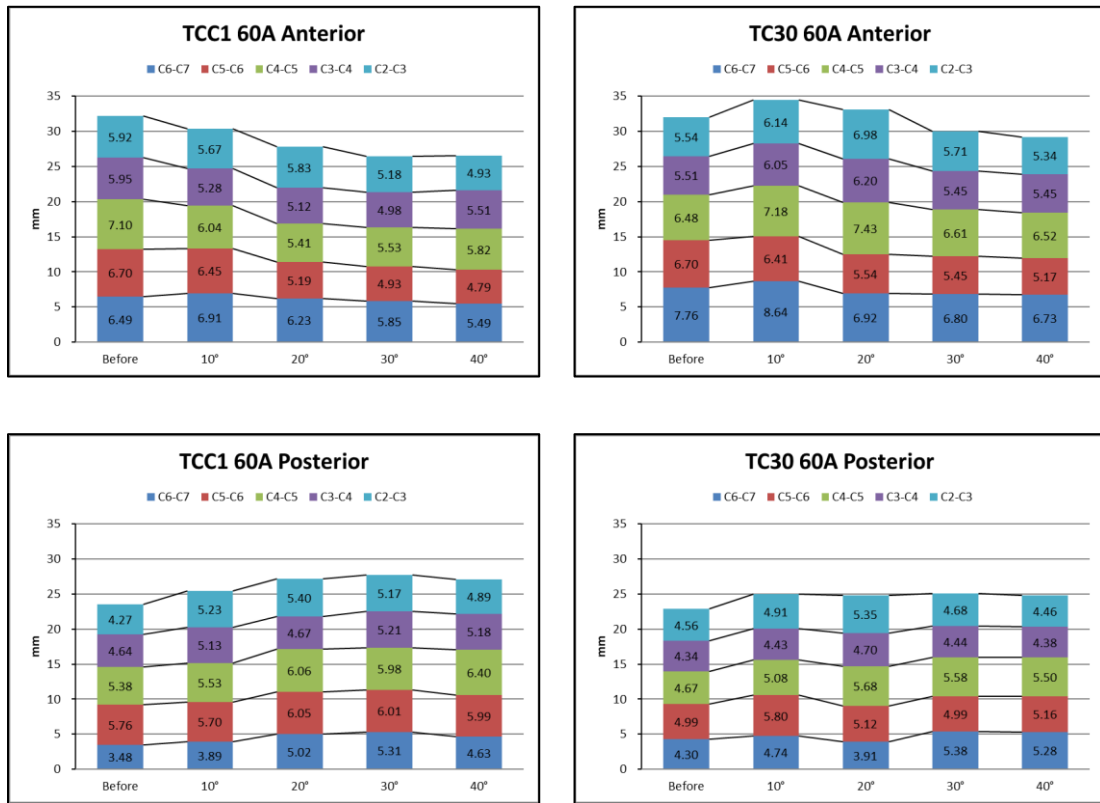 TCC1 60A Anterior
C6-C7 C5-C6 C4-C5 C3-C4 C2-C3
35
30
25
20
15
10
5
0
mm
5.92 5.67 5.83 5.18 4.93
5.95 5.28 5.12 4.98 5.51
7.10 6.04 5.41 5.53 5.82
6.70 6.45 5.19 4.93 4.79
6.49 6.91 6.23 5.85 5.49
Before 10° 20° 30° 40°
TC30 60A Anterior
C6-C7 C5-C6 C4-C5 C3-C4 C2-C3
35
30
25
20
15
10
5
0
mm
5.54 6.14 6.98 5.71 5.34
5.51 6.05 6.20 5.45 5.45
6.48 7.18 7.43 6.61 6.52
6.70 6.41 5.54 5.45 5.17
7.76 8.64 6.92 6.80 6.73
Before 10° 20° 30° 40°
TCC1 60A Posterior
C6-C7 C5-C6 C4-C5 C3-C4 C2-C3
35
30
25
20
15
10
5
0
mm
4.27 5.23 5.40 5.17 4.89
4.64 5.13 4.67 5.21 5.18
5.38 5.53 6.06 5.98 6.40
5.76 5.70 6.05 6.01 5.99
3.48 3.89 5.02 5.31 4.63
Before 10° 20° 30° 40°
TC30 60A Posterior
C6-C7 C5-C6 C4-C5 C3-C4 C2-C3
35
30
25
20
15
10
5
0
mm
4.56 4.91 5.35 4.68 4.46
4.34 4.43 4.70 4.44 4.38
4.67 5.08 5.68 5.58 5.50
4.99 5.80 5.12 4.99 5.16
4.30 4.74 3.91 5.38 5.28
Before 10° 20° 30° 40°